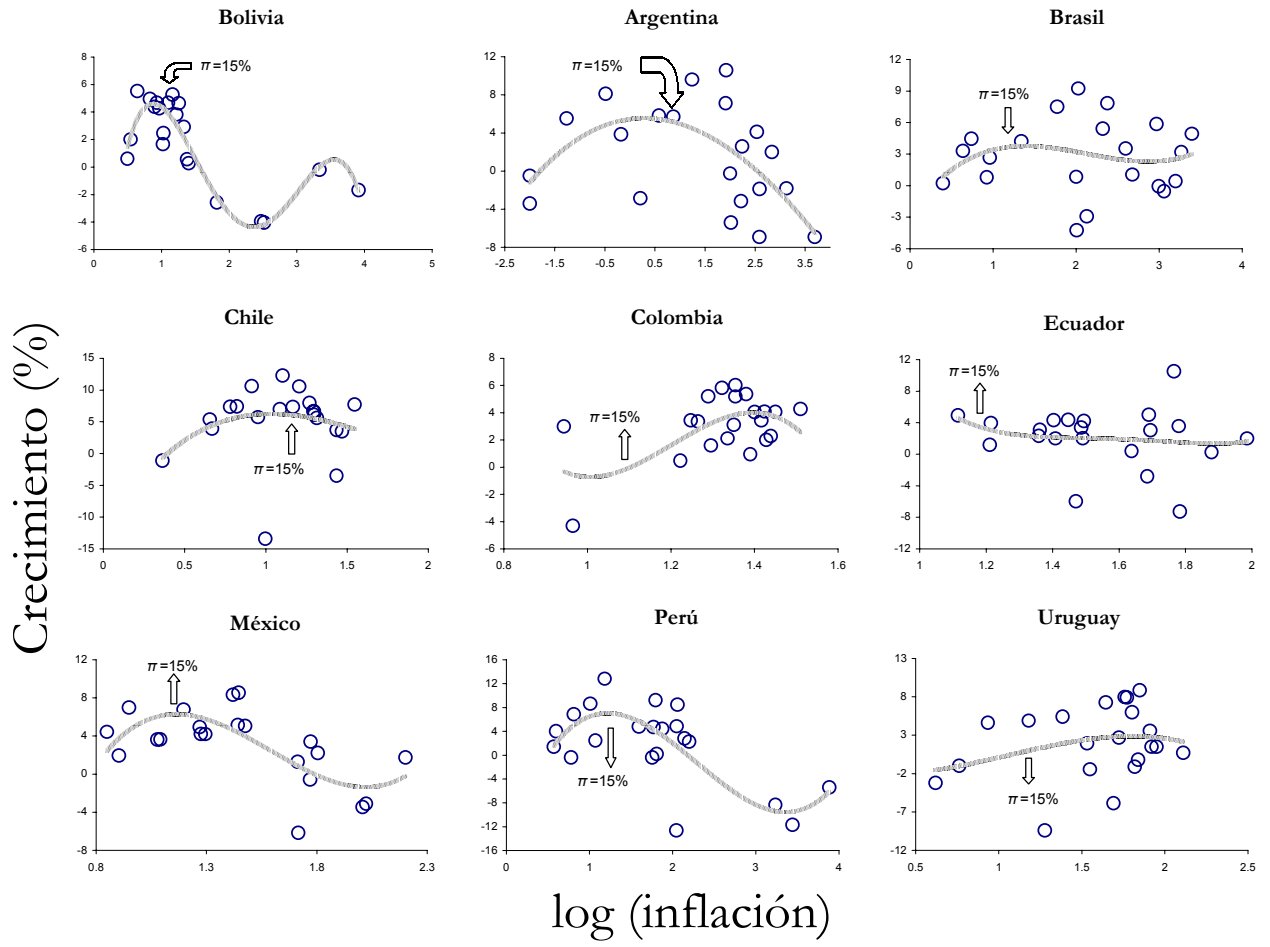 Bolivia
8
6
4
2
0
-2
-4
-6
0 1 2 3 4 5
π=15%
Argentina
12
8
4
0
-4
-8
-2.5 -1.5 -0.5 0.5 1.5 2.5 3.5
π=15%
Brasil
12
9
6
3
0
-3
-6
0 1 2 3 4
π=15%
Crecimiento (%)
Chile
15
10
5
0
-5
-10
-15
0 0.5 1 1.5 2
π=15%
Colombia
8
6
4
2
0
-2
-4
-6
0.8 1 1.2 1.4 1.6
π=15%
Ecuador
12
8
4
0
-4
-8
-12
1 1.2 1.4 1.6 1.8 2
π=15%
México
12
8
4
0
-4
-8
0.8 1.3 1.8 2.3
π=15%
Perú
16
12
8
4
0
-4
-8
-12
-16
0 1 2 3 4
π=15%
Uruguay
13
8
3
-2
-7
-12
0.5 1 1.5 2 2.5
π=15%
log (inflación)